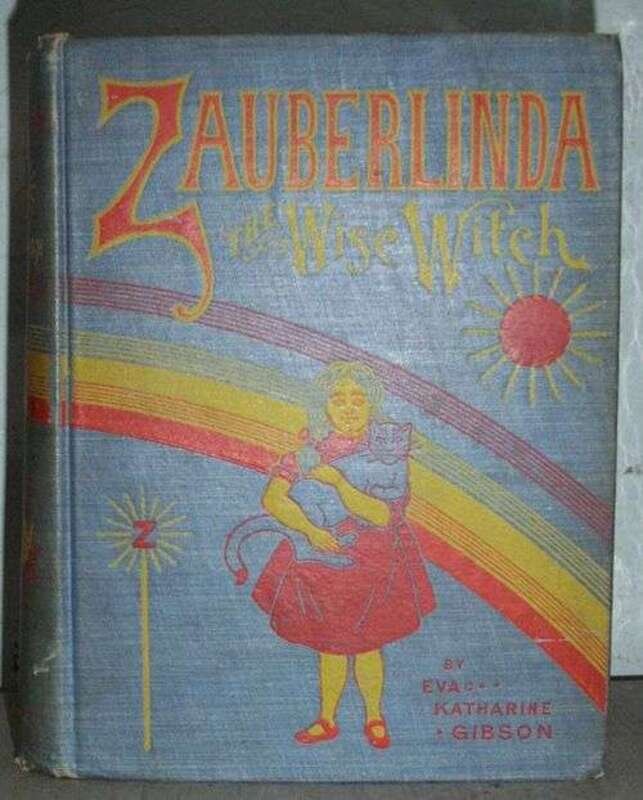 ZAUBERLINDA
THE WISE WITCH
Z
BY
EVA
KATHARINE
GIBSON